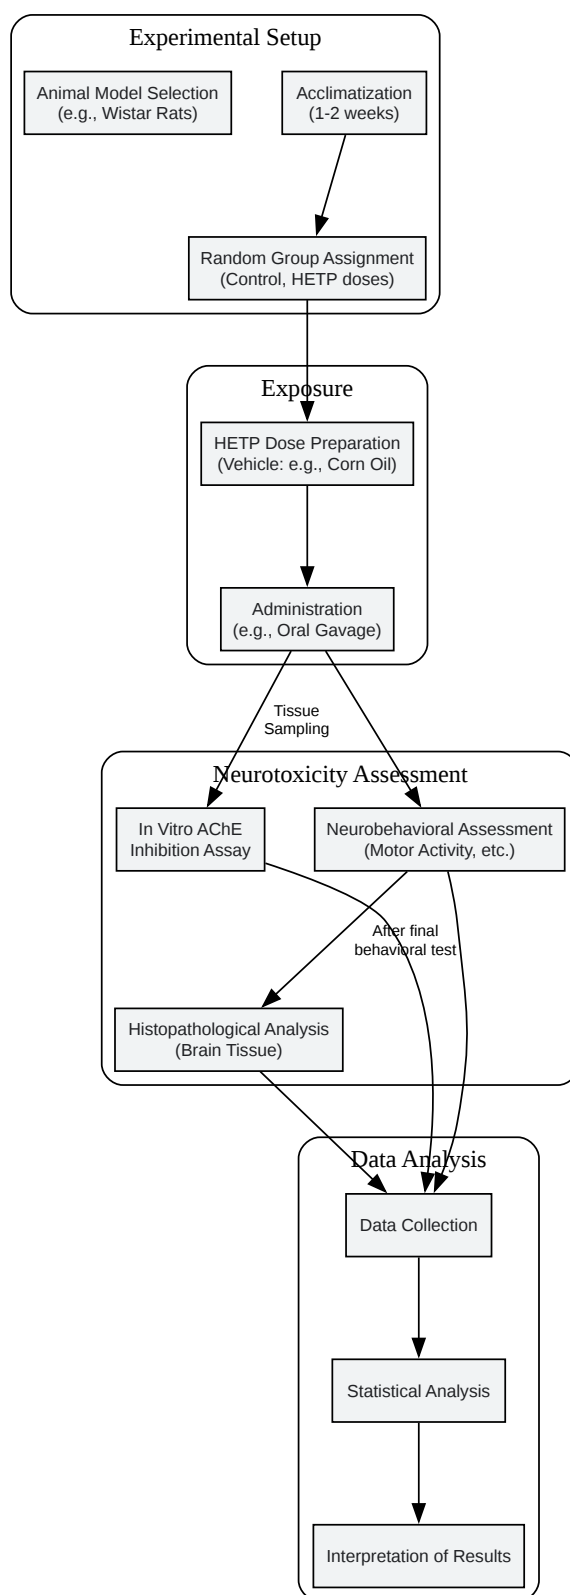 Experimental Setup
Animal Model Selection
(e.g., Wistar Rats)
Acclimatization
(1-2 weeks)
Random Group Assignment
(Control, HETP doses)
Exposure
HETP Dose Preparation
(Vehicle: e.g., Corn Oil)
Administration
(e.g., Oral Gavage)
Tissue
Sampling
Neurotoxicity Assessment
In Vitro AChE
Inhibition Assay
Neurobehavioral Assessment
(Motor Activity, etc.)
After final
behavioral test
Histopathological Analysis
(Brain Tissue)
Data Analysis
Data Collection
Statistical Analysis
Interpretation of Results